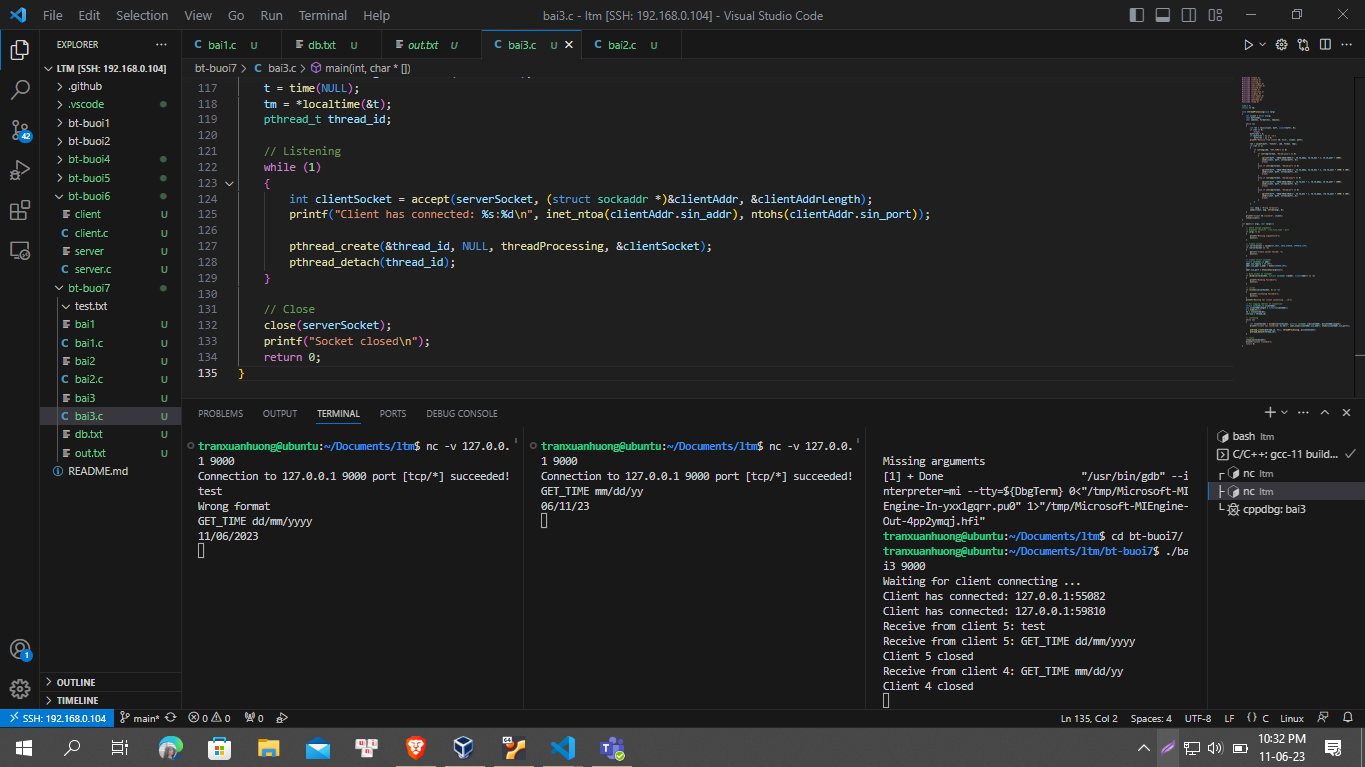 File Edit Selection View Go Run Terminal Help
bai3.c - ltm [SSH: 192.168.0.104] - Visual Studio Code
EXPLORER
LTM [SSH: 192.168.0.104]
.github
.vscode
bt-buoi1
bt-buoi2
bt-buoi4
bt-buoi5
bt-buoi6
client
client.c U
server
server.c U
bt-buoi7
test.txt
bai1 U
bai1.c U
bai2 U
bai2.c U
bai3 U
bai3.c U
db.txt U
out.txt U
README.md
OUTLINE
TIMELINE
42
1
bai1.c U
db.txt U
out.txt U
bai3.c U
bai2.c U
bt-buoi7 > bai3.c > main(int, char * [])
117 t = time(NULL);
118 tm = *localtime(&t);
119 pthread_t thread_id;
120
121 // Listening
122 while (1)
123 {
124 int clientSocket = accept(serverSocket, (struct sockaddr *)&clientAddr, &clientAddrLength);
125 printf("Client has connected: %s:%d\n", inet_ntoa(clientAddr.sin_addr), ntohs(clientAddr.sin_port));
126
127 pthread_create(&thread_id, NULL, threadProcessing, &clientSocket);
128 pthread_detach(thread_id);
129 }
130
131 // Close
132 close(serverSocket);
133 printf("Socket closed\n");
134 return 0;
135 }
PROBLEMS OUTPUT TERMINAL PORTS DEBUG CONSOLE
tranxuanhuong@ubuntu:~/Documents/ltm$ nc -v 127.0.0.
1 9000
Connection to 127.0.0.1 9000 port [tcp/*] succeeded!
test
Wrong format
GET_TIME dd/mm/yyyy
11/06/2023
tranxuanhuong@ubuntu:~/Documents/ltm$ nc -v 127.0.0.
1 9000
Connection to 127.0.0.1 9000 port [tcp/*] succeeded!
GET_TIME mm/dd/yy
06/11/23
Missing arguments
[1] + Done "/usr/bin/gdb" --i
nterpreter=mi --tty=${DbgTerm} 0<"/tmp/Microsoft-MI
Engine-In-yxx1gqrr.pu0" 1>"/tmp/Microsoft-MIEngine-
Out-4pp2ymqj.hfi"
tranxuanhuong@ubuntu:~/Documents/ltm$ cd bt-buoi7/
tranxuanhuong@ubuntu:~/Documents/ltm/bt-buoi7$ ./ba
i3 9000
Waiting for client connecting ...
Client has connected: 127.0.0.1:55082
Client has connected: 127.0.0.1:59810
Receive from client 5: test
Receive from client 5: GET_TIME dd/mm/yyyy
Client 5 closed
Receive from client 4: GET_TIME mm/dd/yy
Client 4 closed
bash ltm
C/C++: gcc-11 build...
nc ltm
nc ltm
cppdbg: bai3
SSH: 192.168.0.104 main* 0 0 0
Ln 135, Col 2 Spaces: 4 UTF-8 LF {} C Linux
10:32 PM
11-06-23